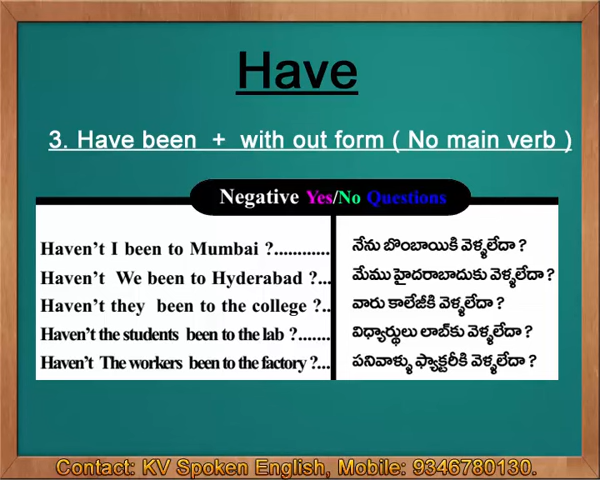 Have
3. Have been + with out form ( No main verb )
Negative Yes/No Questions
Haven't I been to Mumbai ?............ నేను బొంబాయికి వెళ్ళలేదా ?
Haven't We been to Hyderabad ?... మేము హైదరాబాదుకు వెళ్ళలేదా ?
Haven't they been to the college ?.. వారు కాలేజీకి వెళ్ళలేదా ?
Haven't the students been to the lab ?....... విధ్యార్థులు లాబ్‌కు వెళ్ళలేదా ?
Haven't The workers been to the factory ?... పనివాళ్ళు ఫ్యాక్టరీకి వెళ్ళలేదా ?
Contact: KV Spoken English, Mobile: 9346780130.